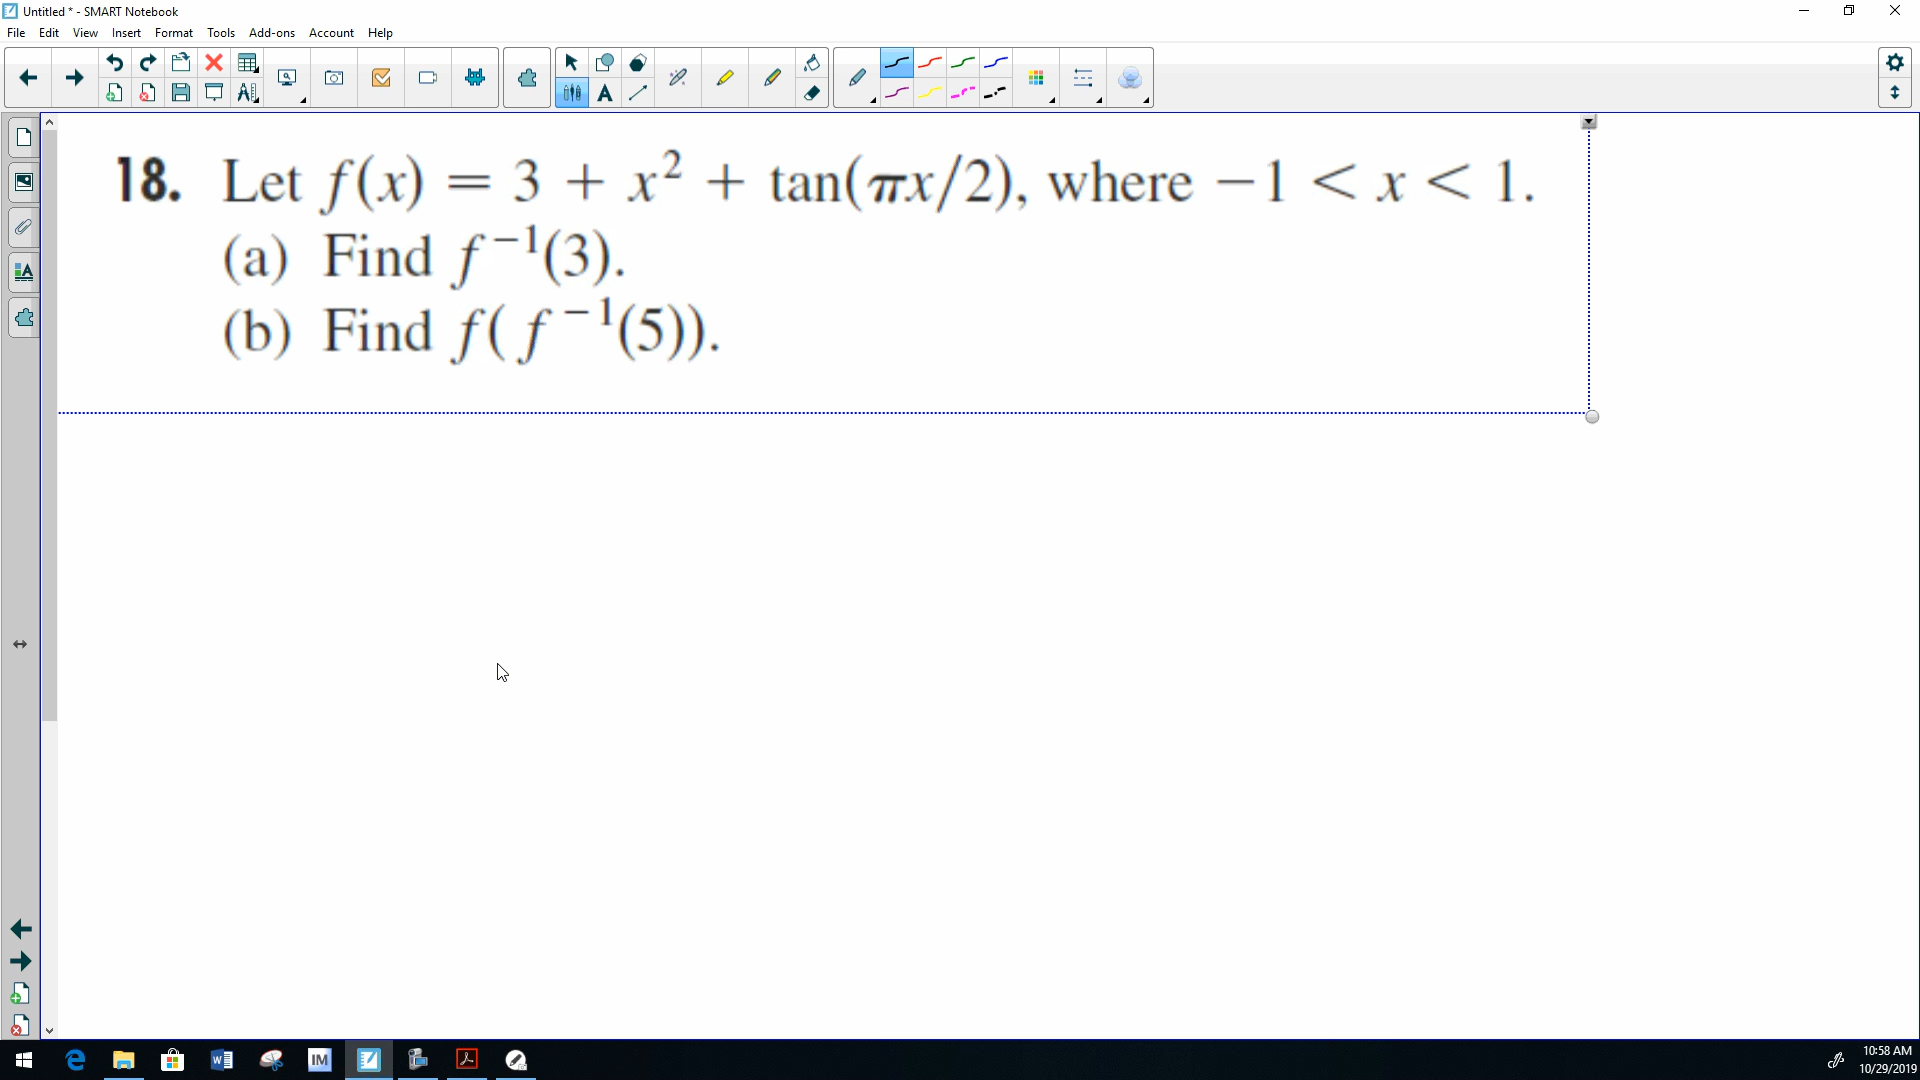 Untitled * - SMART Notebook
File Edit View Insert Format Tools Add-ons Account Help
18. Let f(x) = 3 + x² + tan(πx/2), where −1 < x < 1.
(a) Find f⁻¹(3).
(b) Find f(f⁻¹(5)).
IM
10:58 AM
10/29/2019